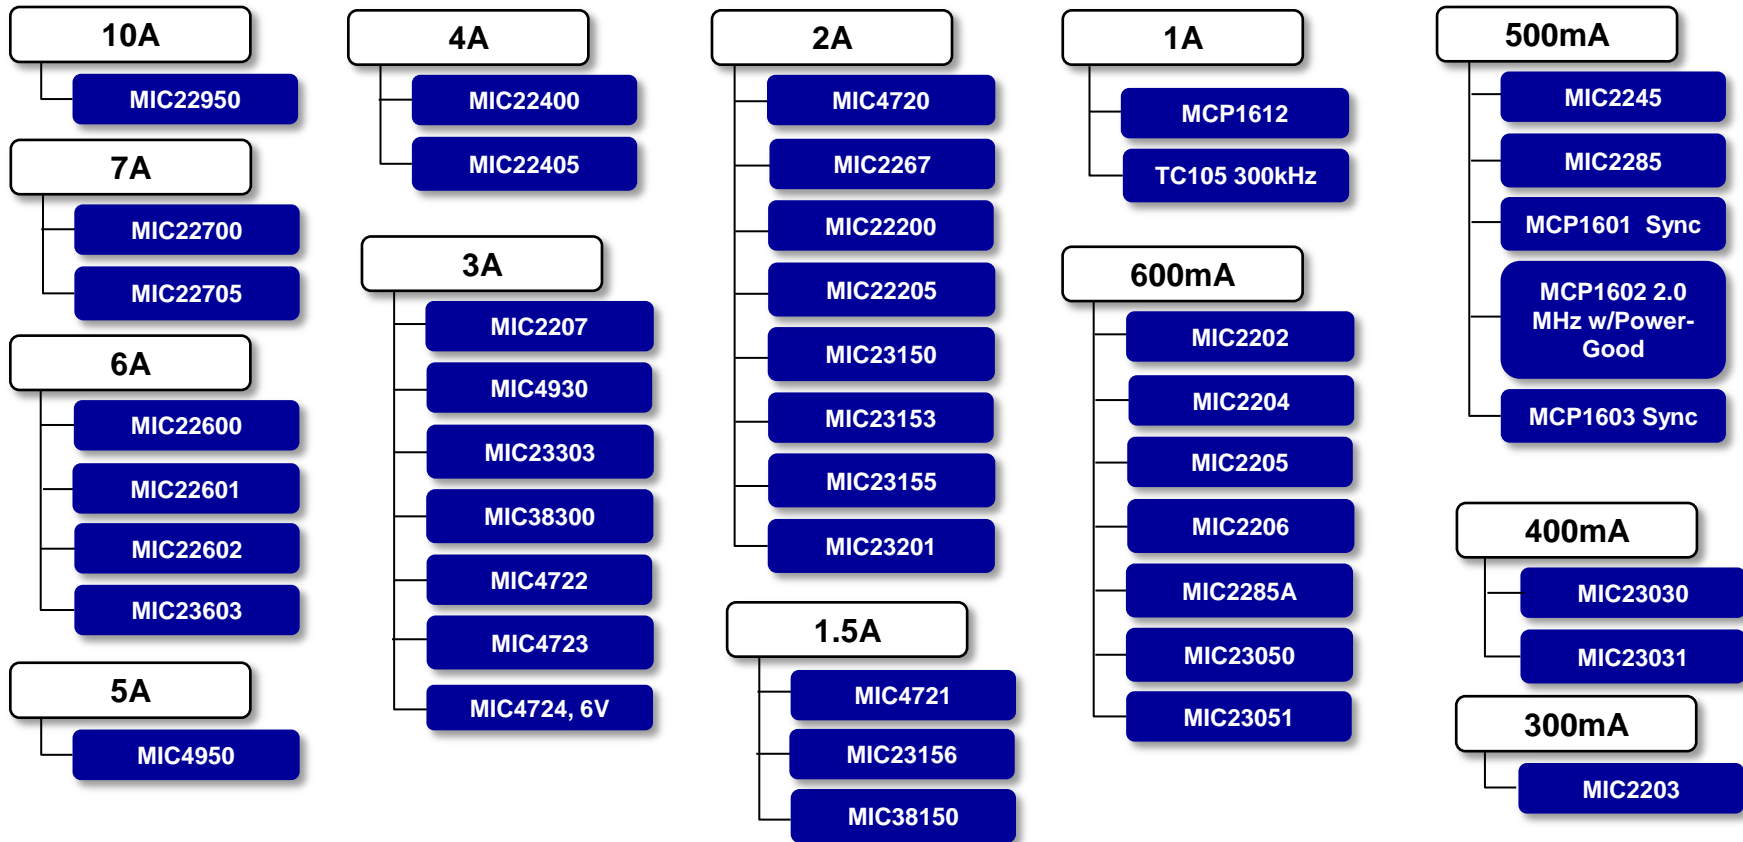 10A
MIC22950
7A
MIC22700
MIC22705
6A
MIC22600
MIC22601
MIC22602
MIC23603
5A
MIC4950
4A
MIC22400
MIC22405
3A
MIC2207
MIC4930
MIC23303
MIC38300
MIC4722
MIC4723
MIC4724, 6V
2A
MIC4720
MIC2267
MIC22200
MIC22205
MIC23150
MIC23153
MIC23155
MIC23201
1.5A
MIC4721
MIC23156
MIC38150
1A
MCP1612
TC105 300kHz
600mA
MIC2202
MIC2204
MIC2205
MIC2206
MIC2285A
MIC23050
MIC23051
500mA
MIC2245
MIC2285
MCP1601 Sync
MCP1602 2.0
MHz w/Power-
Good
MCP1603 Sync
400mA
MIC23030
MIC23031
300mA
MIC2203